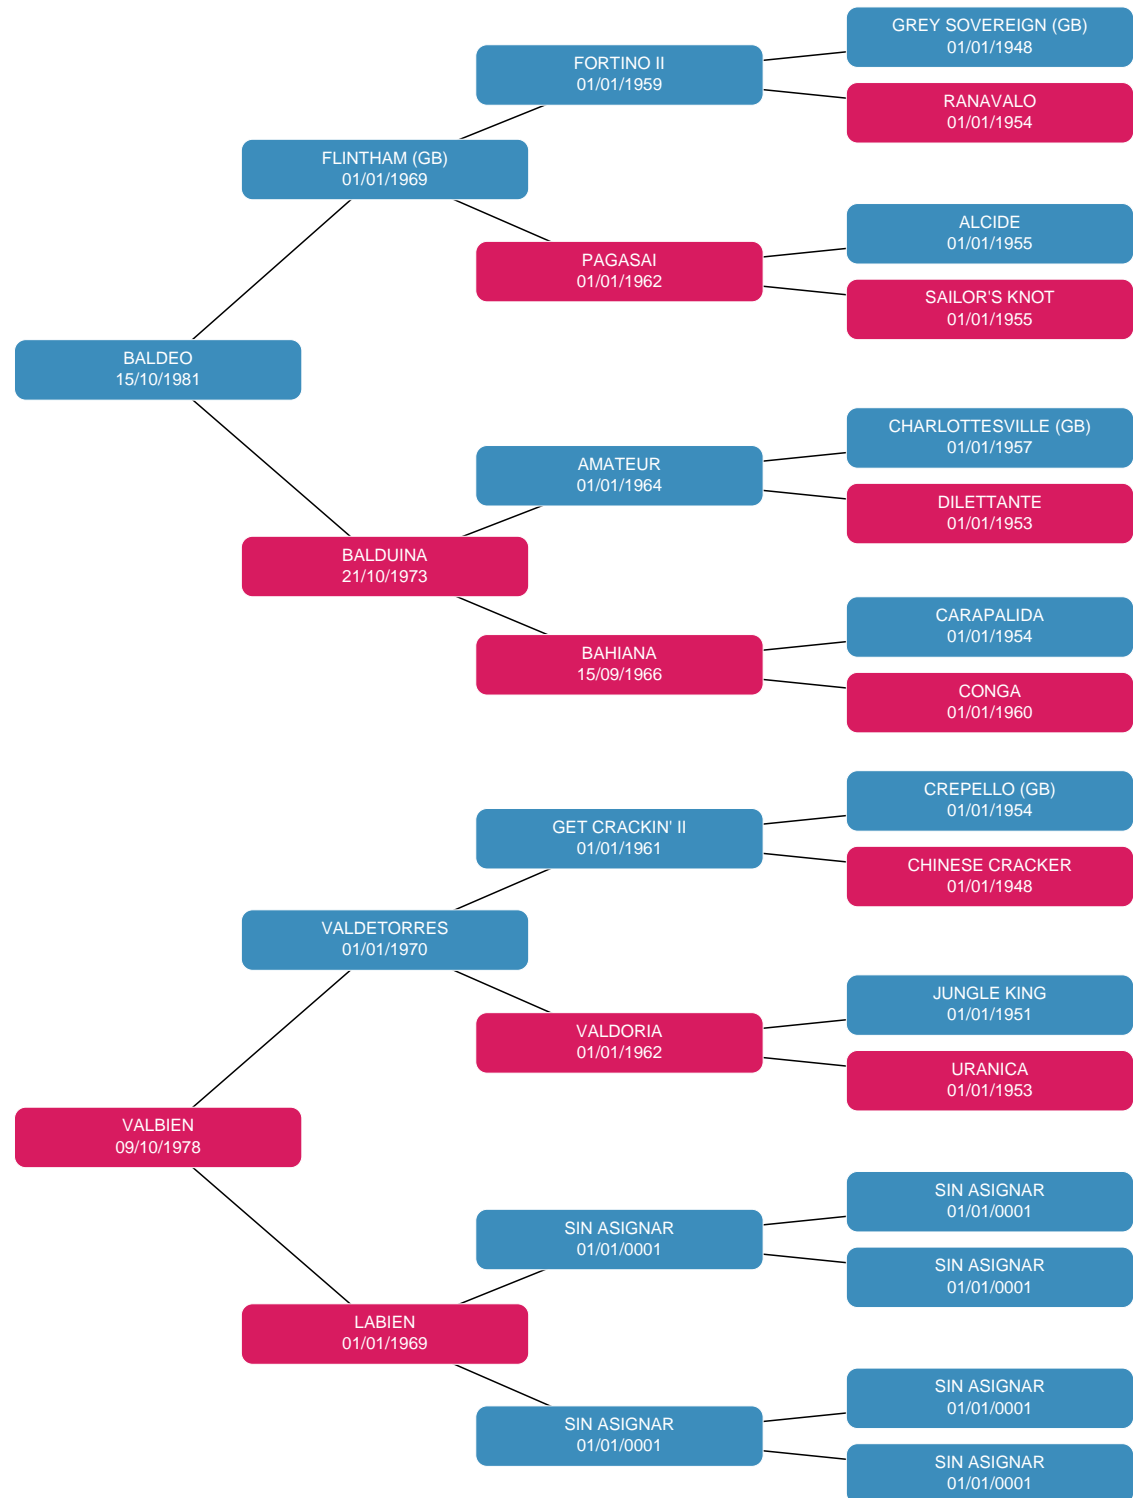 GREY SOVEREIGN (GB)
01/01/1948
FORTINO II
01/01/1959
RANAVALO
01/01/1954
FLINTHAM (GB)
01/01/1969
ALCIDE
01/01/1955
PAGASAI
01/01/1962
SAILOR'S KNOT
01/01/1955
BALDEO
15/10/1981
CHARLOTTESVILLE (GB)
01/01/1957
AMATEUR
01/01/1964
DILETTANTE
01/01/1953
BALDUINA
21/10/1973
CARAPALIDA
01/01/1954
BAHIANA
15/09/1966
CONGA
01/01/1960
CREPELLO (GB)
01/01/1954
GET CRACKIN' II
01/01/1961
CHINESE CRACKER
01/01/1948
VALDETORRES
01/01/1970
JUNGLE KING
01/01/1951
VALDORIA
01/01/1962
URANICA
01/01/1953
VALBIEN
09/10/1978
SIN ASIGNAR
01/01/0001
SIN ASIGNAR
01/01/0001
SIN ASIGNAR
01/01/0001
LABIEN
01/01/1969
SIN ASIGNAR
01/01/0001
SIN ASIGNAR
01/01/0001
SIN ASIGNAR
01/01/0001